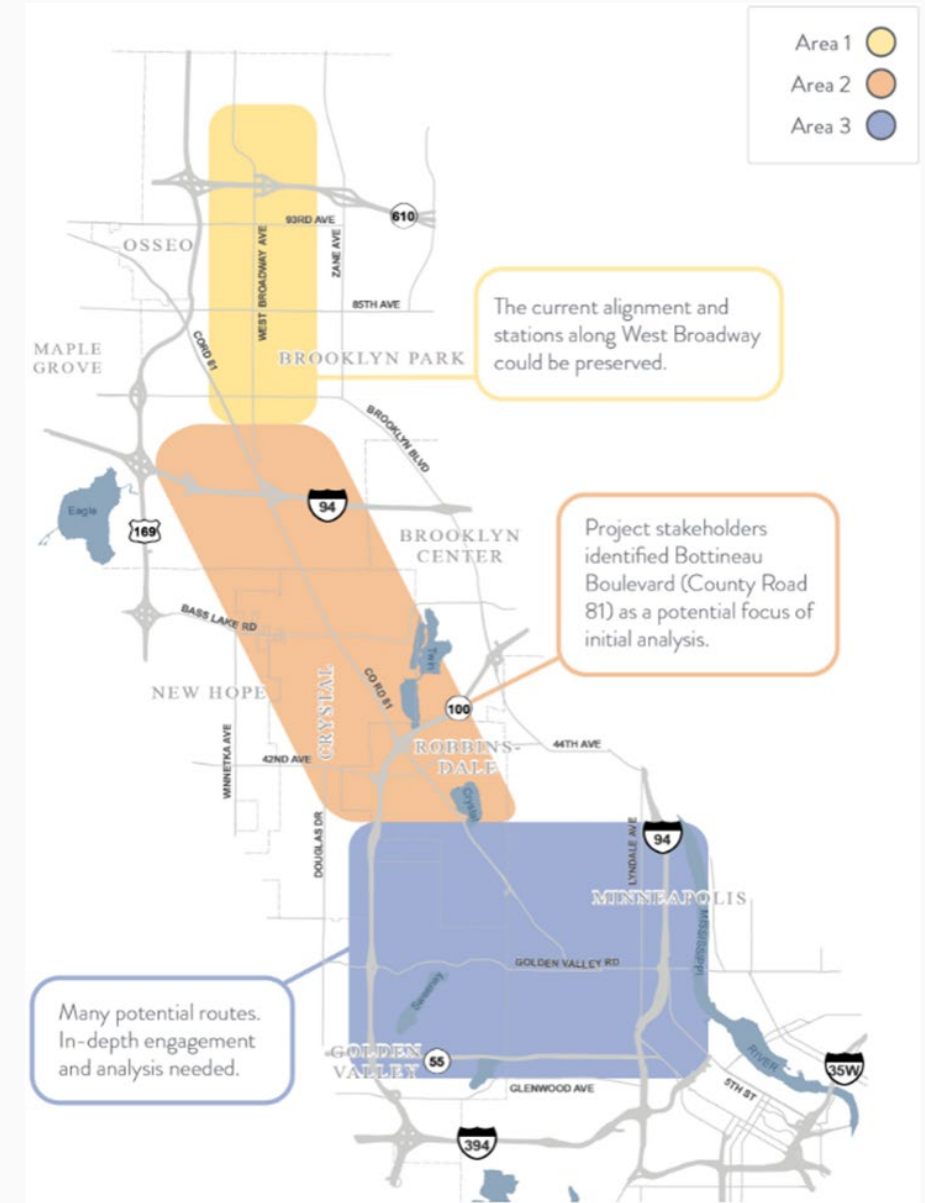 Area 1
Area 2
Area 3
610
93RD AVE
OSSEO
WEST BROADWAY AVE
ZANE AVE
85TH AVE
The current alignment and
stations along West Broadway
could be preserved.
MAPLE
GROVE
CORD 81
BROOKLYN PARK
BROOKLYN BLVD
94
Eagle
169
BROOKLYN
CENTER
Project stakeholders
identified Bottineau
Boulevard (County Road
81) as a potential focus of
initial analysis.
BASS LAKE RD
Twin
NEW HOPE
CRYSTAL
CORD 81
100
WINNETKA AVE
42ND AVE
ROBBINS-
DALE
44TH AVE
Crystal
DOUGLAS DR
LYNDALE AVE
94
MINNEAPOLIS
MISSISSIPPI
GOLDEN VALLEY RD
Sweeney
Many potential routes.
In-depth engagement
and analysis needed.
GOLDEN
VALLEY
55
GLENWOOD AVE
RIVER
5TH ST
35W
394